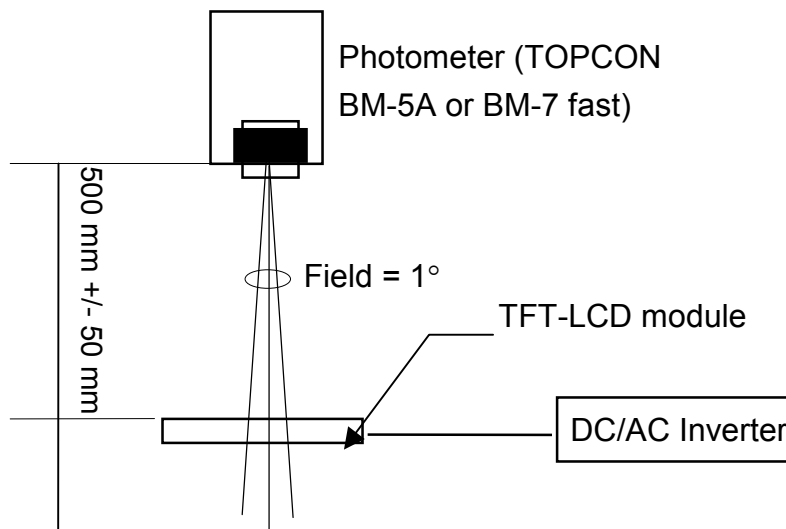 Photometer (TOPCON
BM-5A or BM-7 fast)
500 mm +/- 50 mm
Field = 1°
TFT-LCD module
DC/AC Inverter